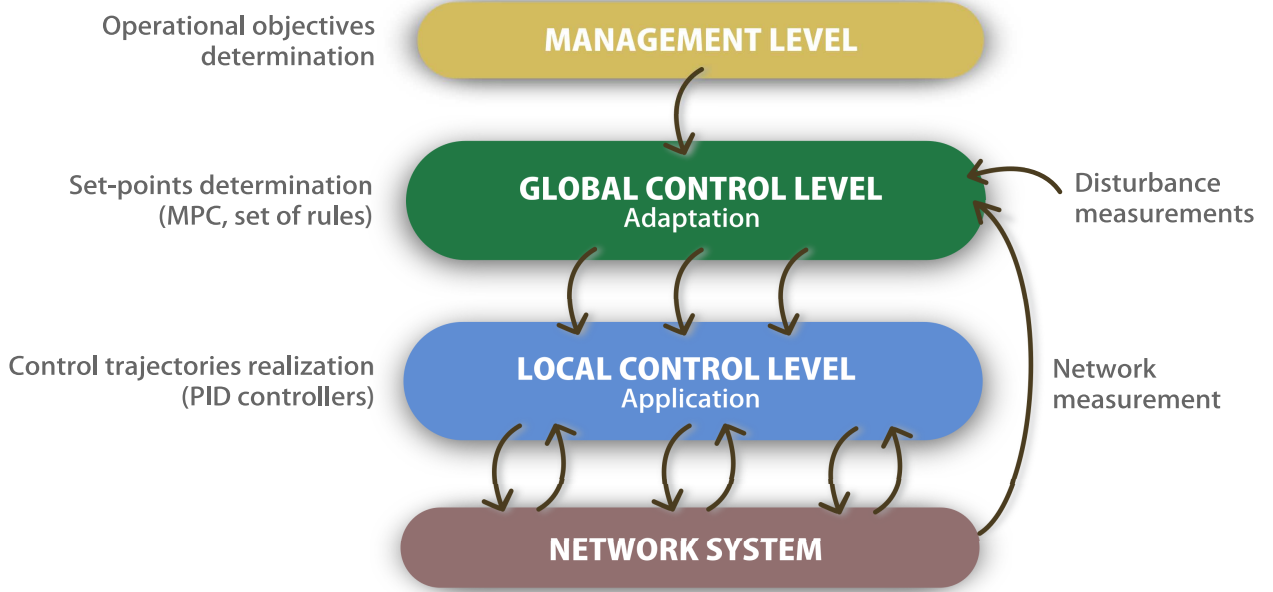 Operational objectives
determination
MANAGEMENT LEVEL
Set-points determination
(MPC, set of rules)
GLOBAL CONTROL LEVEL
Adaptation
Disturbance
measurements
Control trajectories realization
(PID controllers)
LOCAL CONTROL LEVEL
Application
Network
measurement
NETWORK SYSTEM